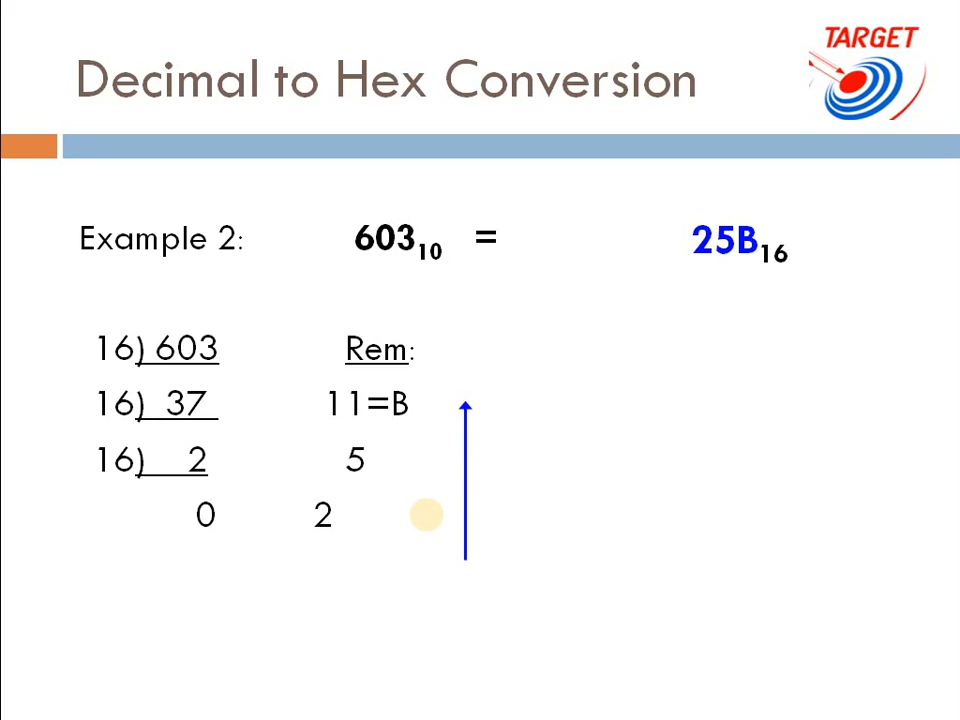 TARGET
Decimal to Hex Conversion
Example 2: 603₁₀ = 25B₁₆
16) 603 Rem:
16) 37 11=B
16) 2 5
0 2